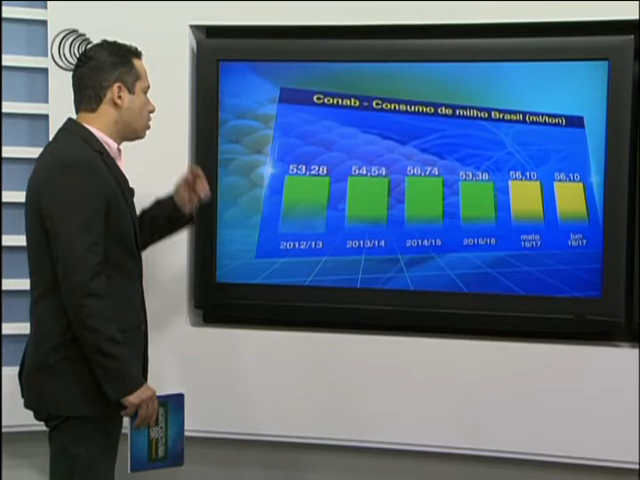 Conab - Consumo de milho Brasil (ml/ton)
53,28 54,54 56,74 53,38 56,10 56,10
2012/13 2013/14 2014/15 2015/16 maio 16/17 jun 16/17